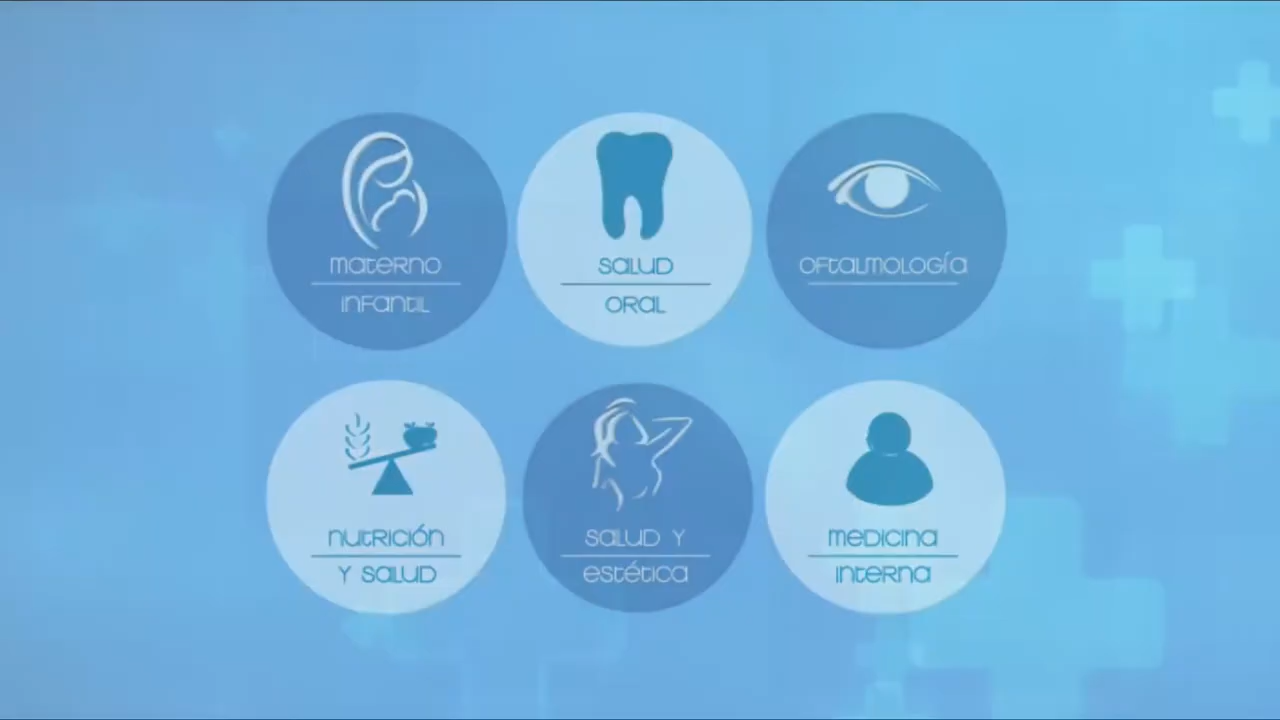 materno
infantil
salud
oral
oftalmología
nutrición
y salud
salud y
estética
medicina
interna